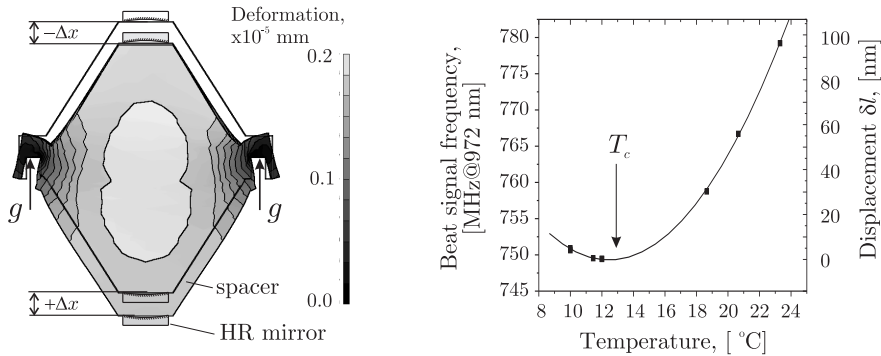 Deformation,
x10⁻⁵ mm
−Δx
0.2
0.1
0.0
g
g
+Δx
spacer
HR mirror
Beat signal frequency,
[MHz@972 nm]
780
775
770
765
760
755
750
745
T_c
100
80
60
40
20
0
Displacement δl, [nm]
8 10 12 14 16 18 20 22 24
Temperature, [ °C]